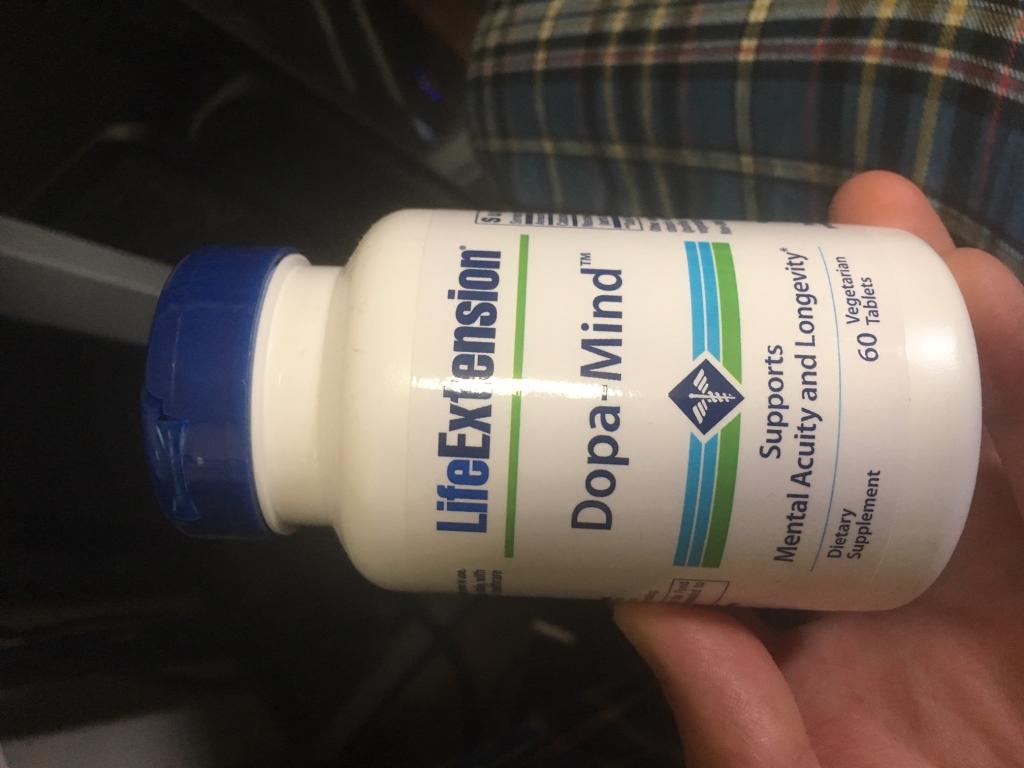 LifeExtension®
Dopa-Mind™
Supports
Mental Acuity and Longevity*
Dietary
Supplement
60 Vegetarian
Tablets